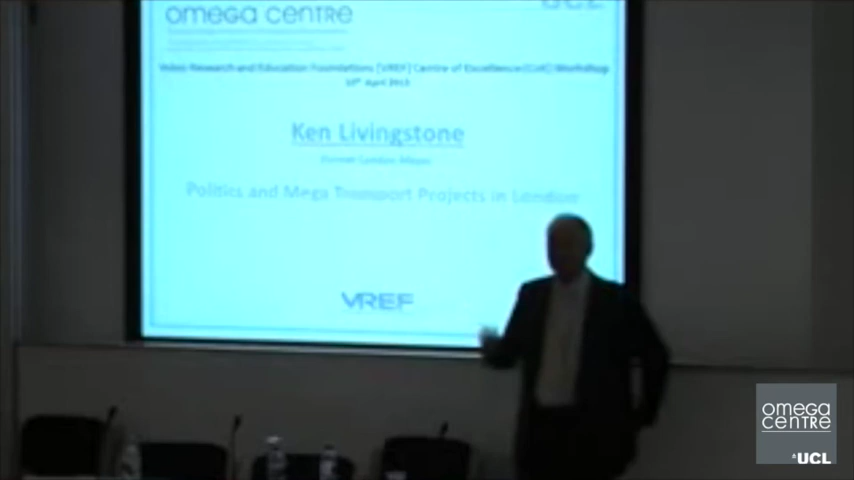 omega centre
UCL
Volvo Research and Education Foundations (VREF) Centre of Excellence (CoE) Workshop
Ken Livingstone
Former London Mayor
Politics and Mega Transport Projects in London
VREF
omega
centre
UCL